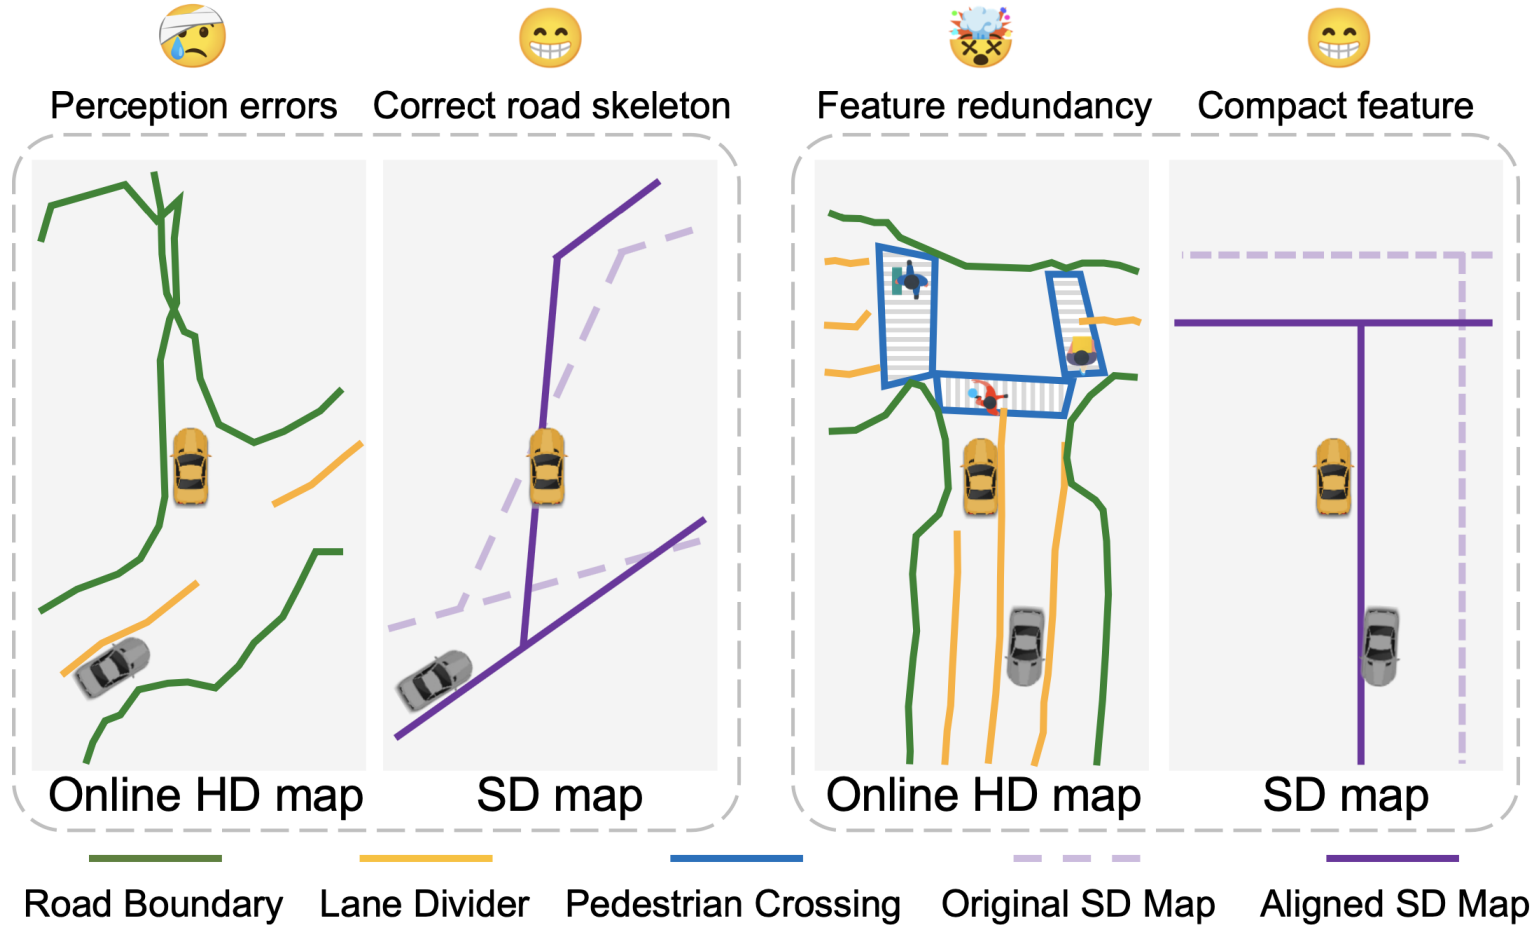 Perception errors
Correct road skeleton
Feature redundancy
Compact feature
Online HD map
SD map
Online HD map
SD map
Road Boundary
Lane Divider
Pedestrian Crossing
Original SD Map
Aligned SD Map